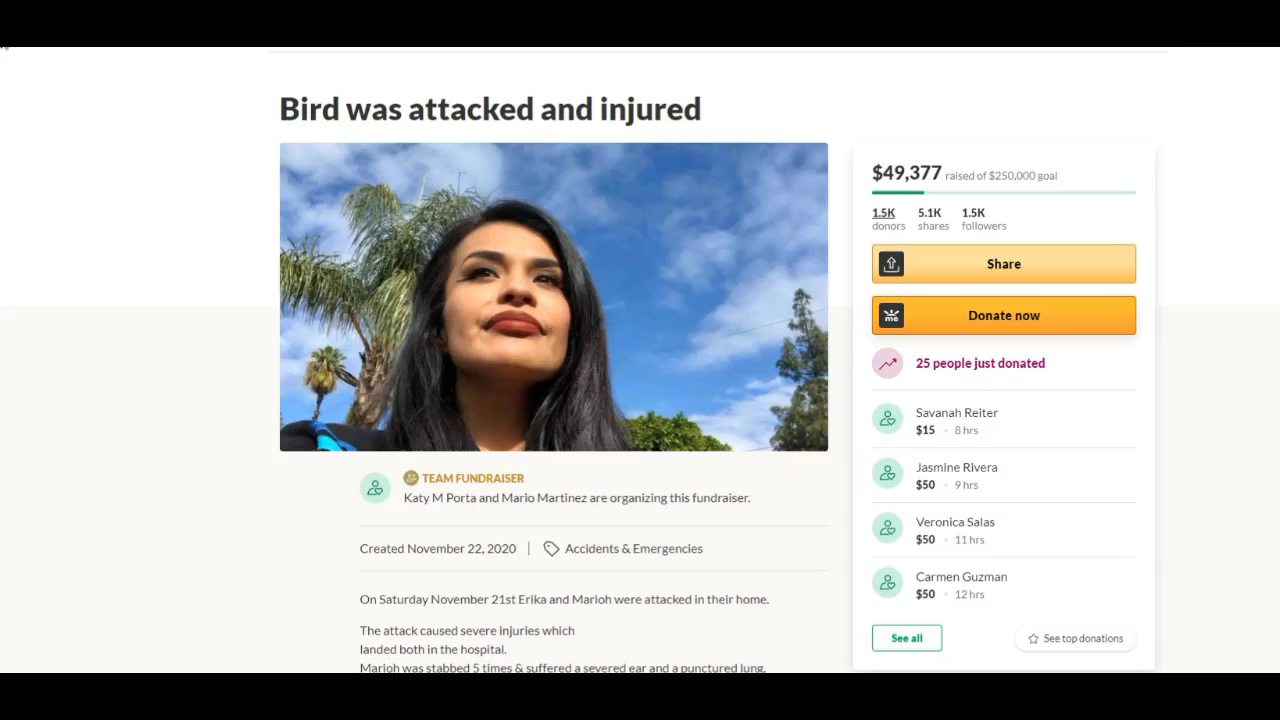 Bird was attacked and injured
$49,377 raised of $250,000 goal
1.5K 5.1K 1.5K
donors shares followers
Share
me Donate now
25 people just donated
Savanah Reiter
$15 • 8 hrs
Jasmine Rivera
$50 • 9 hrs
Veronica Salas
$50 • 11 hrs
Carmen Guzman
$50 • 12 hrs
See all See top donations
TEAM FUNDRAISER
Katy M Porta and Mario Martinez are organizing this fundraiser.
Created November 22, 2020 | Accidents & Emergencies
On Saturday November 21st Erika and Marioh were attacked in their home.
The attack caused severe injuries which
landed both in the hospital.
Marioh was stabbed 5 times & suffered a severed ear and a punctured lung.